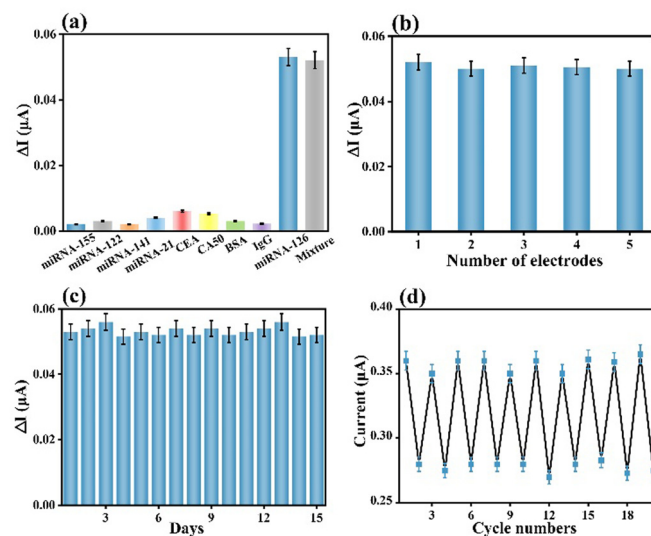 (a)
0.06
0.04
0.02
0.00
ΔI (μA)
miRNA-155
miRNA-122
miRNA-141
miRNA-21
CEA
CA50
BSA
IgG
miRNA-126
Mixture
(b)
0.06
0.04
0.02
0.00
ΔI (μA)
1 2 3 4 5
Number of electrodes
(c)
0.06
0.04
0.02
0.00
ΔI (μA)
3 6 9 12 15
Days
(d)
0.40
0.35
0.30
0.25
Current (μA)
3 6 9 12 15 18
Cycle numbers